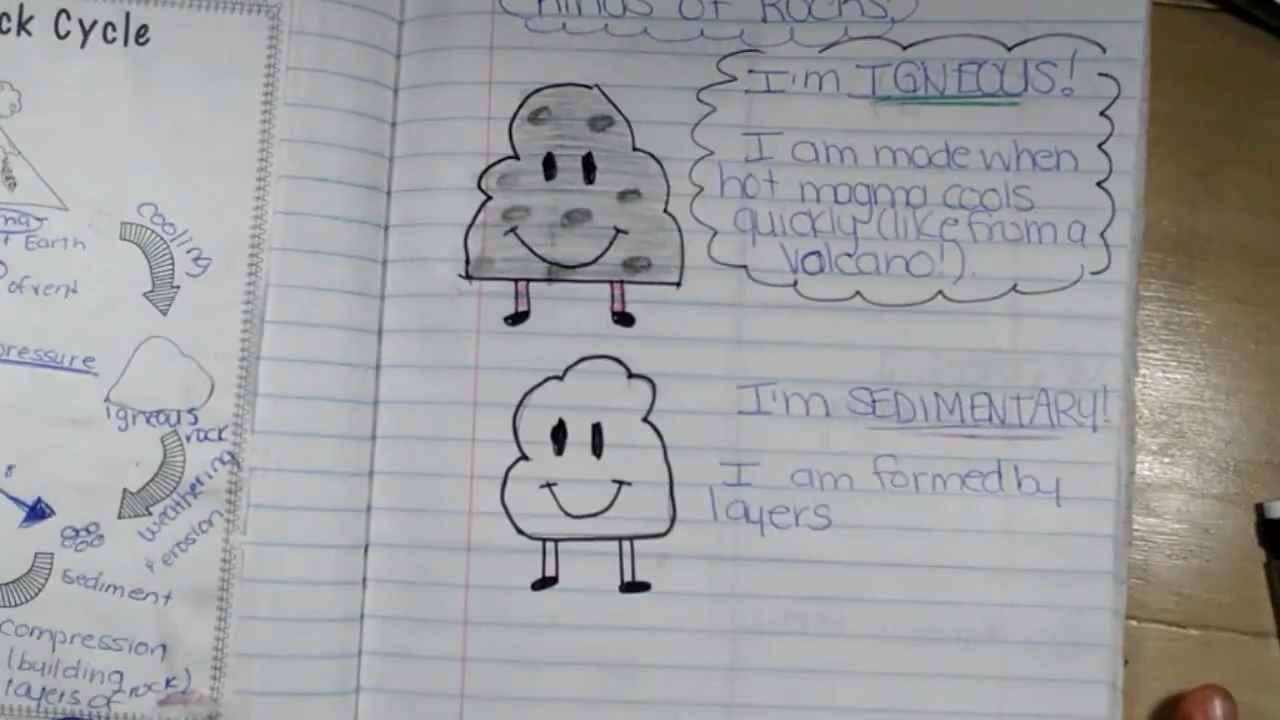 ck Cycle
ma
Earth
of vent
cooling
pressure
igneous
rock
weathering
& erosion
sediment
compression
(building
layers of rock)
KINDS OF ROCKS
I'm IGNEOUS!
I am made when
hot magma cools
quickly (like from a
volcano!).
I'm SEDIMENTARY!
I am formed by
layers